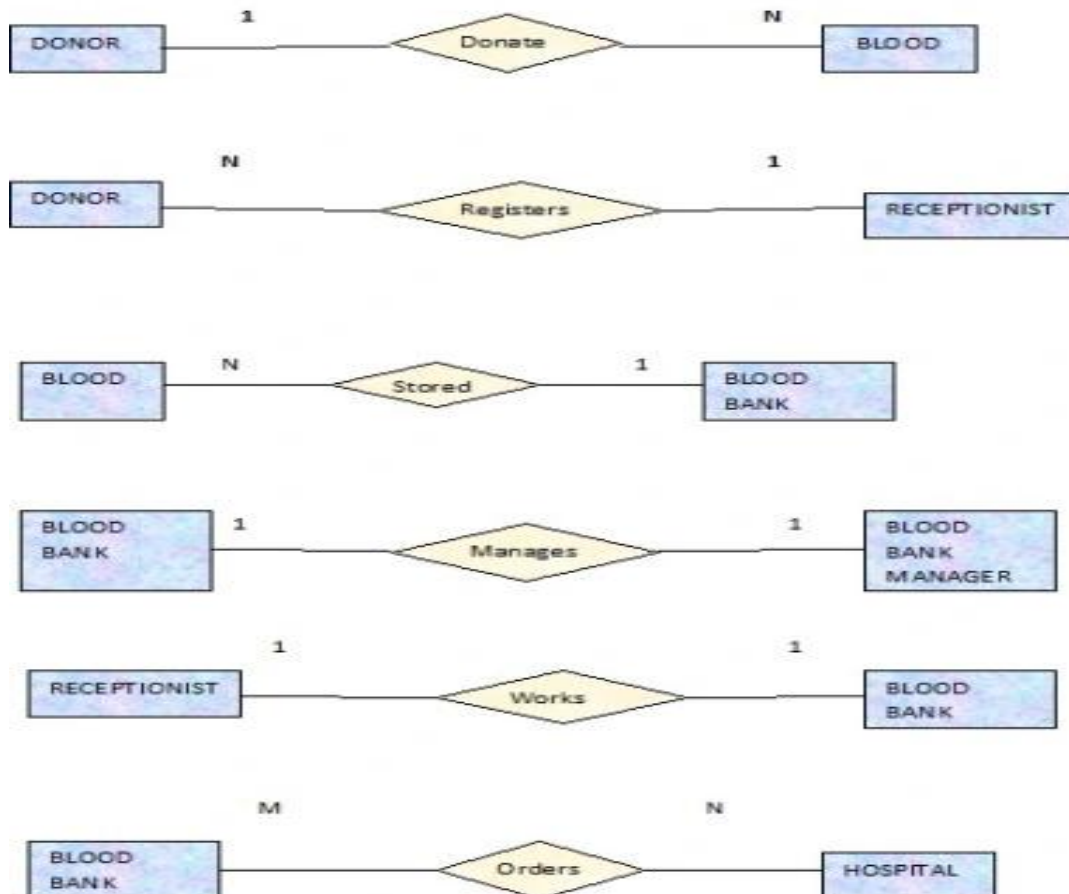 1 N
DONOR Donate BLOOD
N 1
DONOR Registers RECEPTIONIST
N 1
BLOOD Stored BLOOD
BANK
1 1
BLOOD Manages BLOOD
BANK BANK
MANAGER
1 1
RECEPTIONIST Works BLOOD
BANK
M N
BLOOD Orders HOSPITAL
BANK